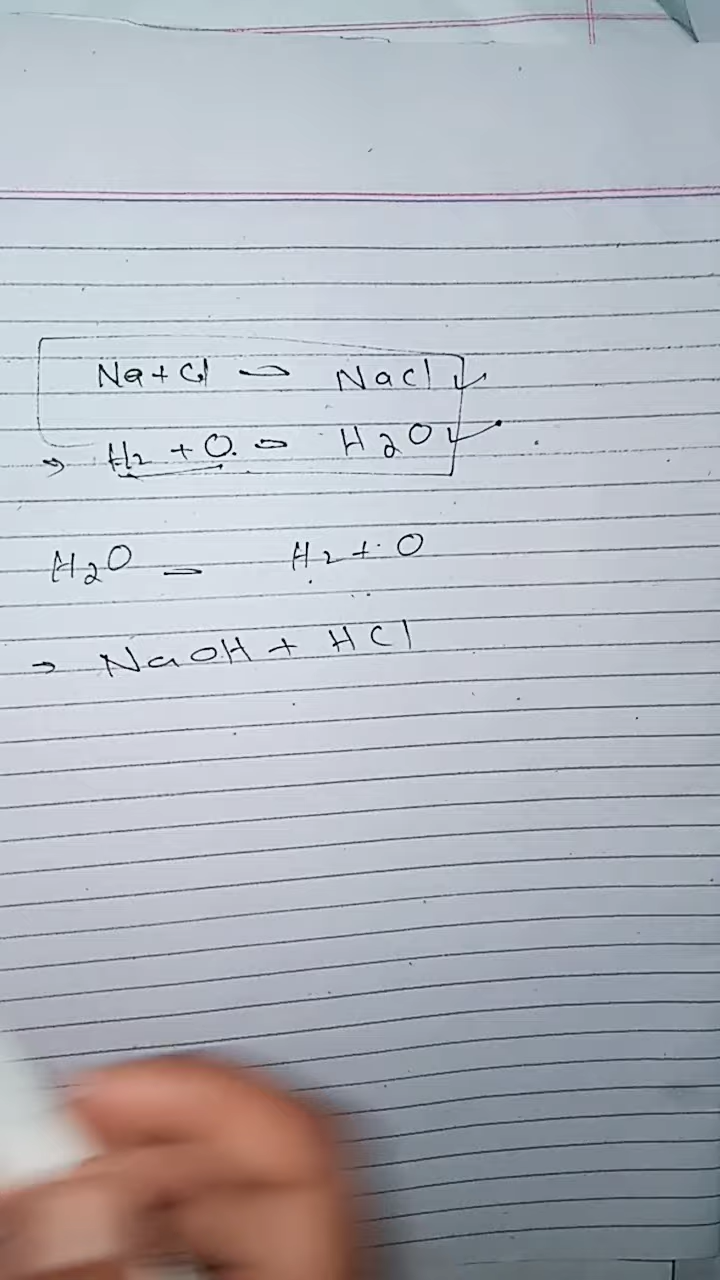 Na + Cl → NaCl
→ H2 + O. → H2O
H2O — H2 + O
→ NaOH + HCl